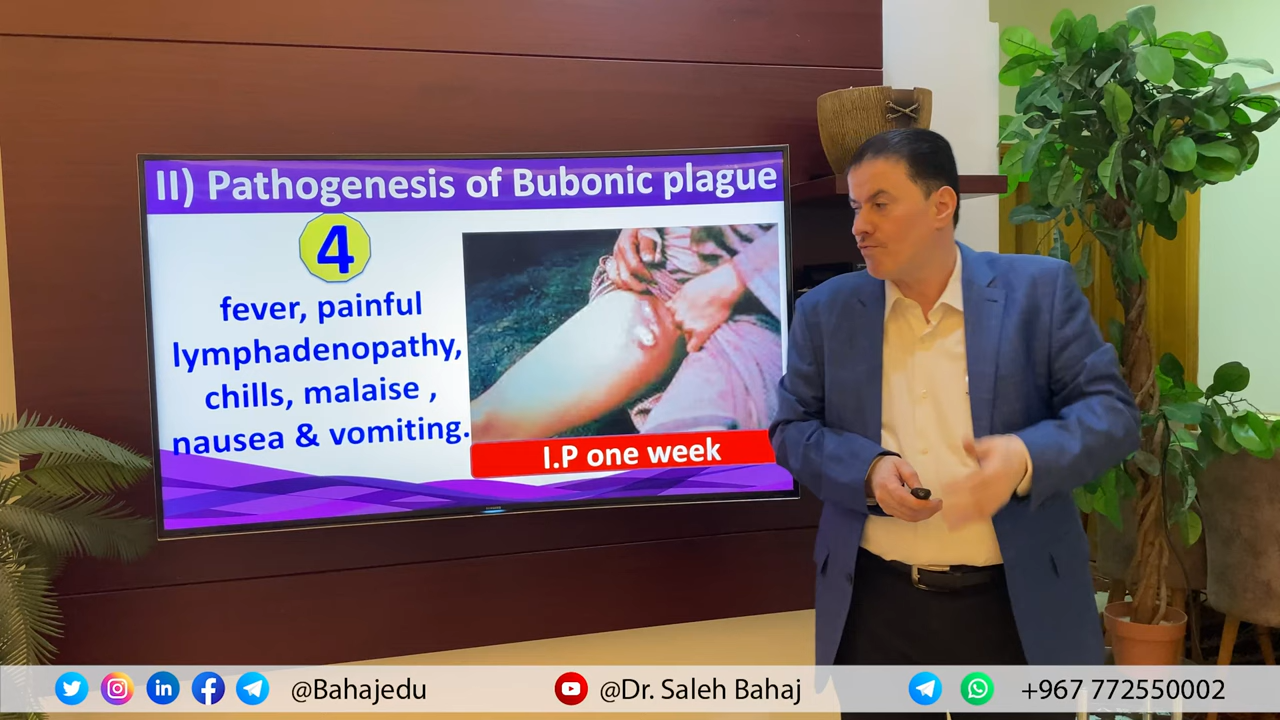 II) Pathogenesis of Bubonic plague
4
fever, painful
lymphadenopathy,
chills, malaise ,
nausea & vomiting.
I.P one week
@Bahajedu
@Dr. Saleh Bahaj
+967 772550002